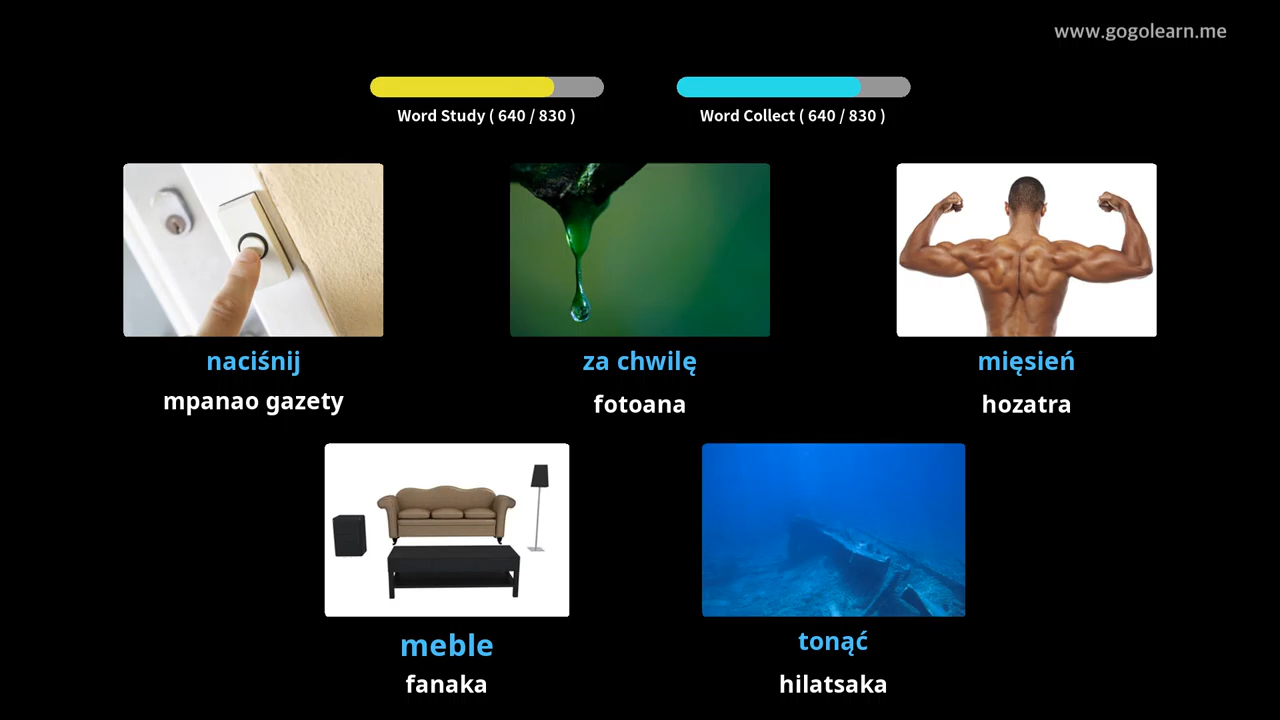 www.gogolearn.me
Word Study ( 640 / 830 )
Word Collect ( 640 / 830 )
naciśnij
mpanao gazety
za chwilę
fotoana
mięsień
hozatra
meble
fanaka
tonąć
hilatsaka